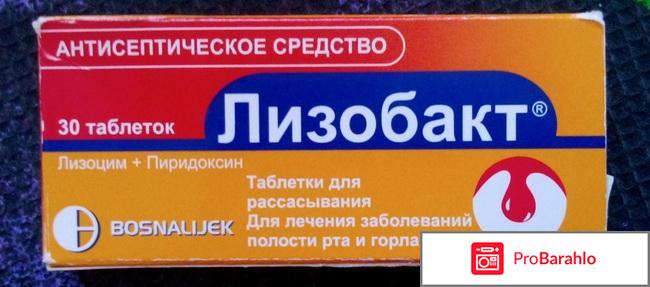 АНТИСЕПТИЧЕСКОЕ СРЕДСТВО
30 таблеток
Лизобакт®
Лизоцим + Пиридоксин
Таблетки для
рассасывания
Для лечения заболеваний
полости рта и горла
BOSNALIJEK
ProBarahlo